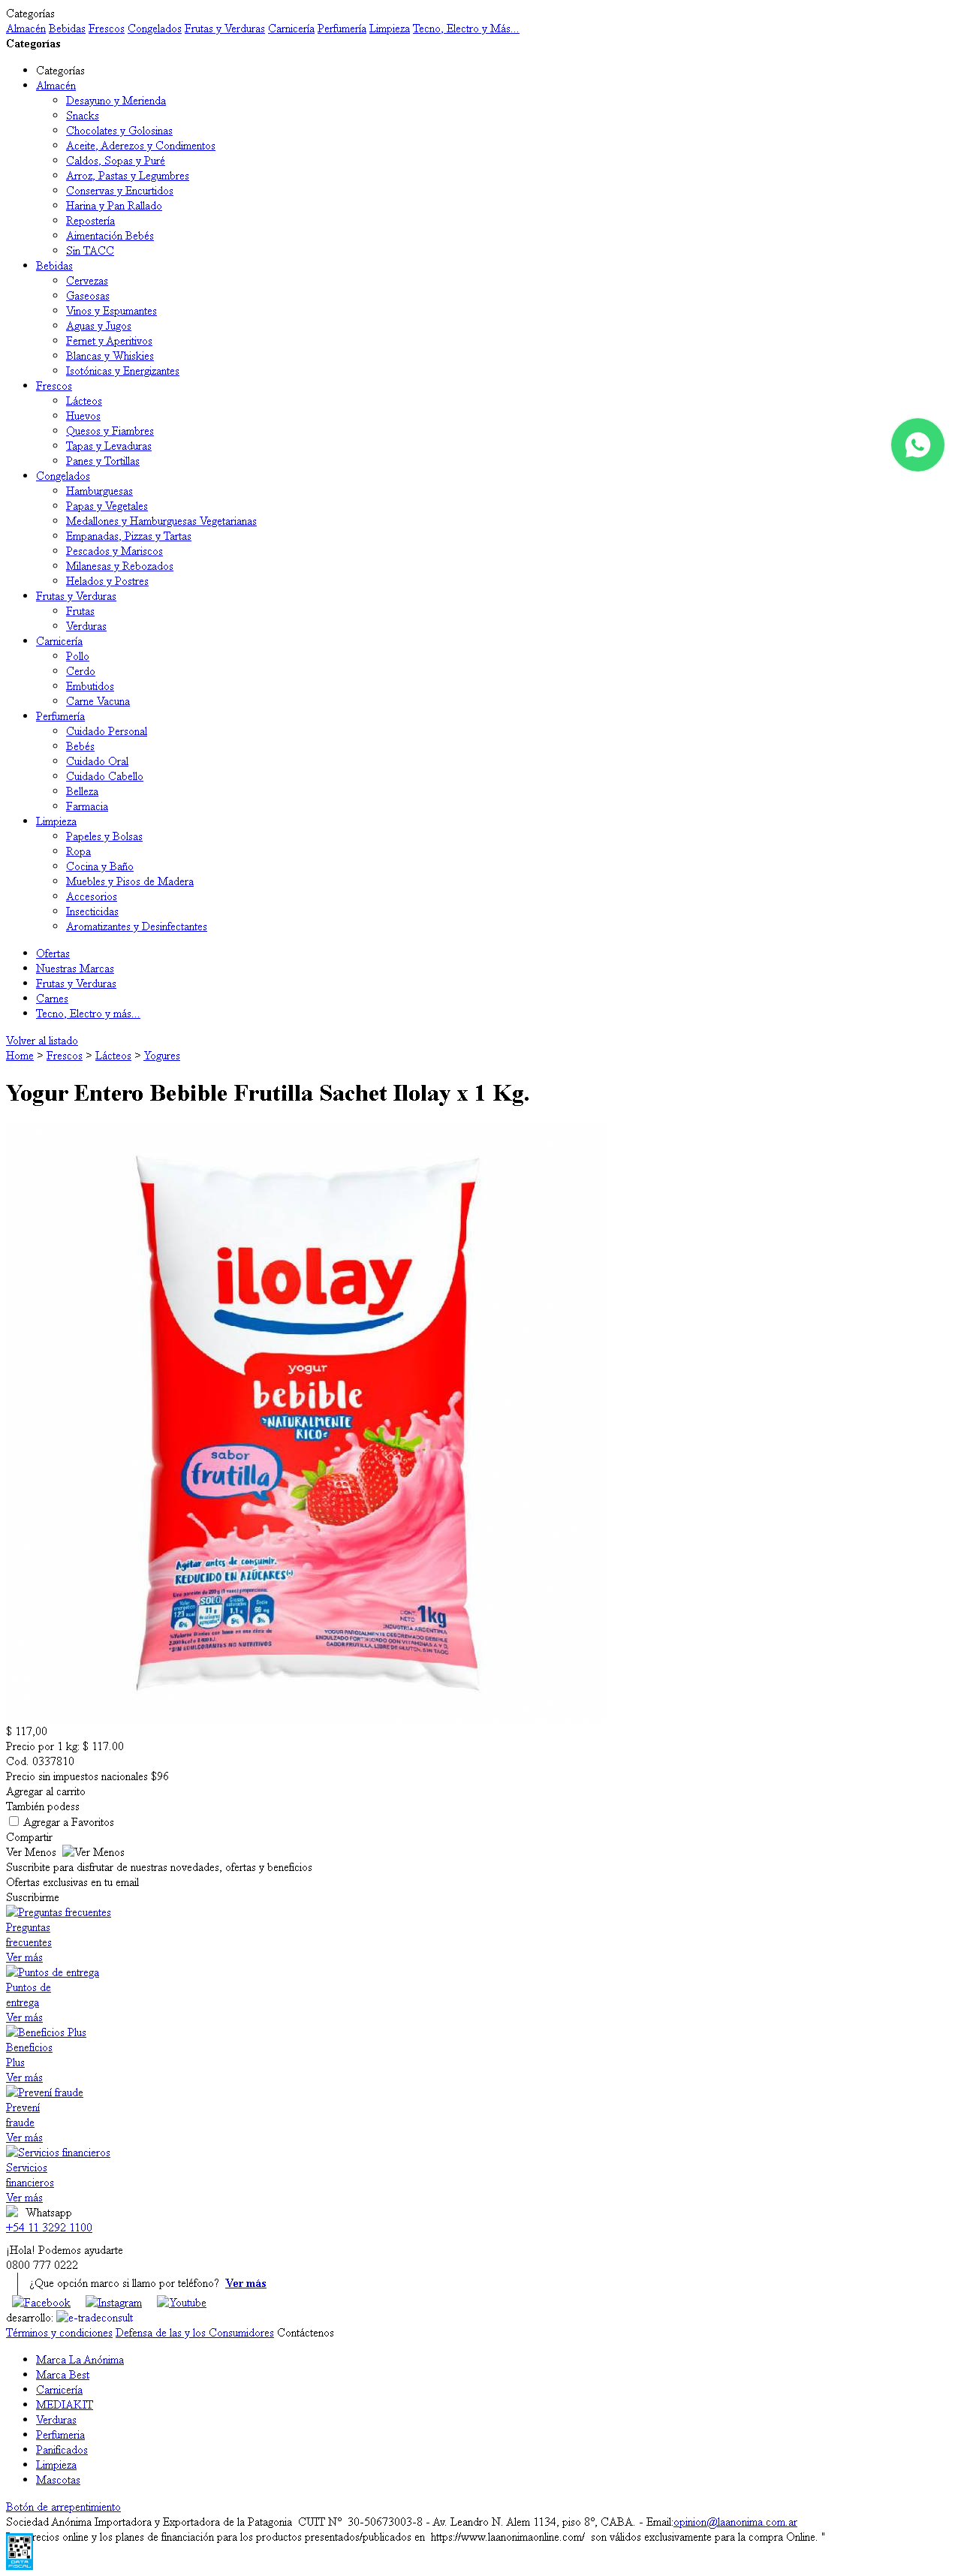 Categorías
Almacén Bebidas Frescos Congelados Frutas y Verduras Carnicería Perfumería Limpieza Tecno, Electro y Más...
Categorías
Categorías
Almacén
Desayuno y Merienda
Snacks
Chocolates y Golosinas
Aceite, Aderezos y Condimentos
Caldos, Sopas y Puré
Arroz, Pastas y Legumbres
Conservas y Encurtidos
Harina y Pan Rallado
Repostería
Aimentación Bebés
Sin TACC
Bebidas
Cervezas
Gaseosas
Vinos y Espumantes
Aguas y Jugos
Fernet y Aperitivos
Blancas y Whiskies
Isotónicas y Energizantes
Frescos
Lácteos
Huevos
Quesos y Fiambres
Tapas y Levaduras
Panes y Tortillas
Congelados
Hamburguesas
Papas y Vegetales
Medallones y Hamburguesas Vegetarianas
Empanadas, Pizzas y Tartas
Pescados y Mariscos
Milanesas y Rebozados
Helados y Postres
Frutas y Verduras
Frutas
Verduras
Carnicería
Pollo
Cerdo
Embutidos
Carne Vacuna
Perfumería
Cuidado Personal
Bebés
Cuidado Oral
Cuidado Cabello
Belleza
Farmacia
Limpieza
Papeles y Bolsas
Ropa
Cocina y Baño
Muebles y Pisos de Madera
Accesorios
Insecticidas
Aromatizantes y Desinfectantes
Ofertas
Nuestras Marcas
Frutas y Verduras
Carnes
Tecno, Electro y más...
Volver al listado
Home > Frescos > Lácteos > Yogures
Yogur Entero Bebible Frutilla Sachet Ilolay x 1 Kg.
ilolay
yogur
bebible
NATURALMENTE
RICO
sabor
frutilla
Agitar antes de consumir.
REDUCIDO EN AZÚCARES
CONT. NETO 1kg
INDUSTRIA ARGENTINA
$ 117,00
Precio por 1 kg: $ 117.00
Cod. 0337810
Precio sin impuestos nacionales $96
Agregar al carrito
También podess
Agregar a Favoritos
Compartir
Ver Menos Ver Menos
Suscribite para disfrutar de nuestras novedades, ofertas y beneficios
Ofertas exclusivas en tu email
Suscribirme
Preguntas frecuentes
Preguntas
frecuentes
Ver más
Puntos de entrega
Puntos de
entrega
Ver más
Beneficios Plus
Beneficios
Plus
Ver más
Prevení fraude
Prevení
fraude
Ver más
Servicios financieros
Servicios
financieros
Ver más
Whatsapp
+54 11 3292 1100
¡Hola! Podemos ayudarte
0800 777 0222
¿Que opción marco si llamo por teléfono? Ver más
Facebook Instagram Youtube
desarrollo: e-tradeconsult
Términos y condiciones Defensa de las y los Consumidores Contáctenos
Marca La Anónima
Marca Best
Carnicería
MEDIAKIT
Verduras
Perfumeria
Panificados
Limpieza
Mascotas
Botón de arrepentimiento
Sociedad Anónima Importadora y Exportadora de la Patagonia CUIT N° 30-50673003-8 - Av. Leandro N. Alem 1134, piso 8°, CABA. - Email:opinion@laanonima.com.ar
recios online y los planes de financiación para los productos presentados/publicados en https://www.laanonimaonline.com/ son válidos exclusivamente para la compra Online. "
DATA FISCAL